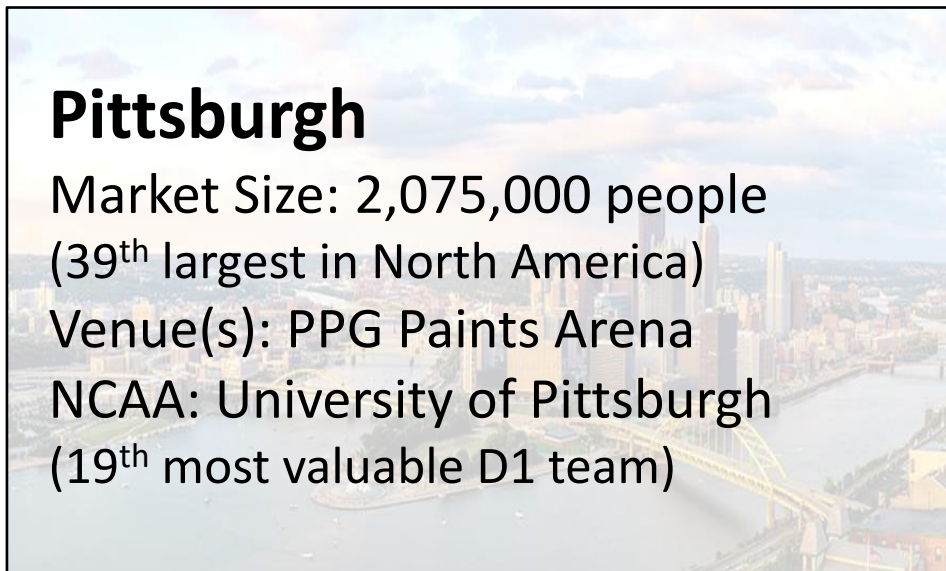 Pittsburgh
Market Size: 2,075,000 people
(39th largest in North America)
Venue(s): PPG Paints Arena
NCAA: University of Pittsburgh
(19th most valuable D1 team)